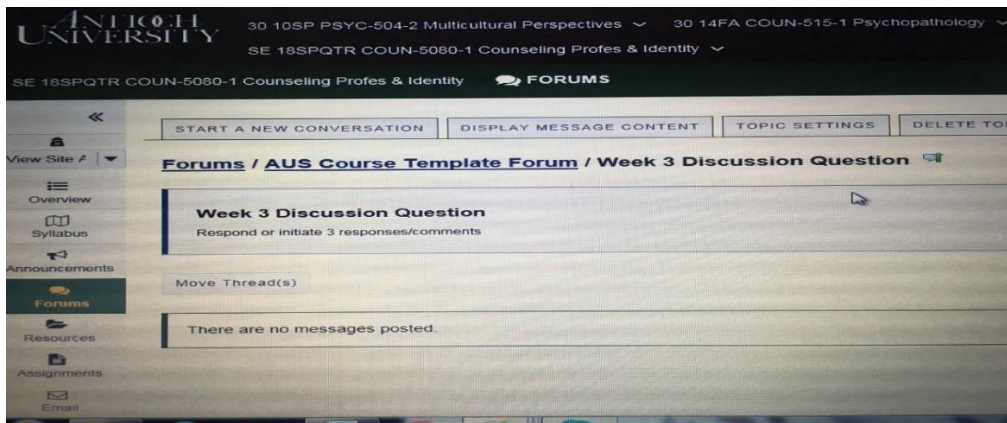 ANTIOCH
UNIVERSITY
30 10SP PSYC-504-2 Multicultural Perspectives
30 14FA COUN-515-1 Psychopathology
SE 18SPQTR COUN-5080-1 Counseling Profes & Identity
SE 18SPQTR COUN-5080-1 Counseling Profes & Identity
FORUMS
START A NEW CONVERSATION
DISPLAY MESSAGE CONTENT
TOPIC SETTINGS
DELETE TO
View Site A
Forums / AUS Course Template Forum / Week 3 Discussion Question
Overview
Syllabus
Announcements
Forums
Resources
Assignments
Email
Week 3 Discussion Question
Respond or initiate 3 responses/comments
Move Thread(s)
There are no messages posted.